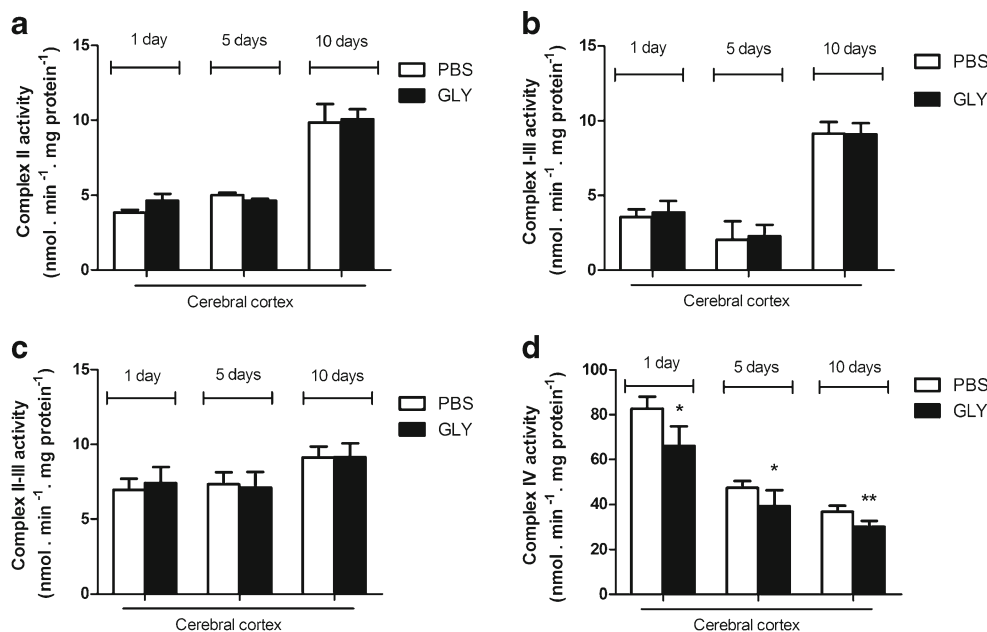 a
1 day 5 days 10 days
PBS
GLY
Complex II activity
(nmol . min⁻¹. mg protein⁻¹)
15
10
5
0
Cerebral cortex
b
1 day 5 days 10 days
PBS
GLY
Complex I-III activity
(nmol . min⁻¹. mg protein⁻¹)
15
10
5
0
Cerebral cortex
c
1 day 5 days 10 days
PBS
GLY
Complex II-III activity
(nmol . min⁻¹. mg protein⁻¹)
15
10
5
0
Cerebral cortex
d
1 day 5 days 10 days
PBS
GLY
Complex IV activity
(nmol . min⁻¹. mg protein⁻¹)
100
80
60
40
20
0
* * **
Cerebral cortex